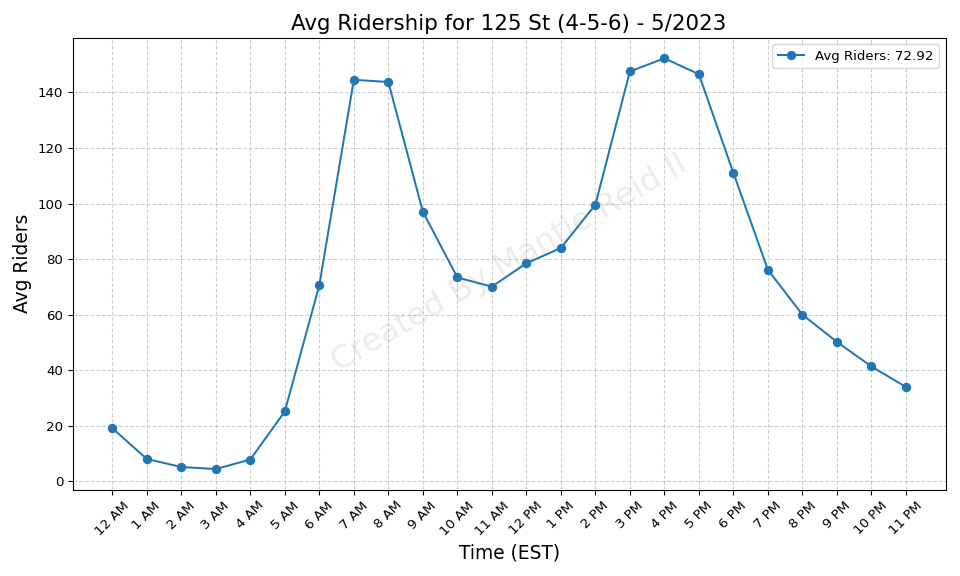 Avg Ridership for 125 St (4-5-6) - 5/2023
Avg Riders: 72.92
140
120
100
80
60
40
20
0
Avg Riders
Created By Mantie Reid II
12 AM
1 AM
2 AM
3 AM
4 AM
5 AM
6 AM
7 AM
8 AM
9 AM
10 AM
11 AM
12 PM
1 PM
2 PM
3 PM
4 PM
5 PM
6 PM
7 PM
8 PM
9 PM
10 PM
11 PM
Time (EST)